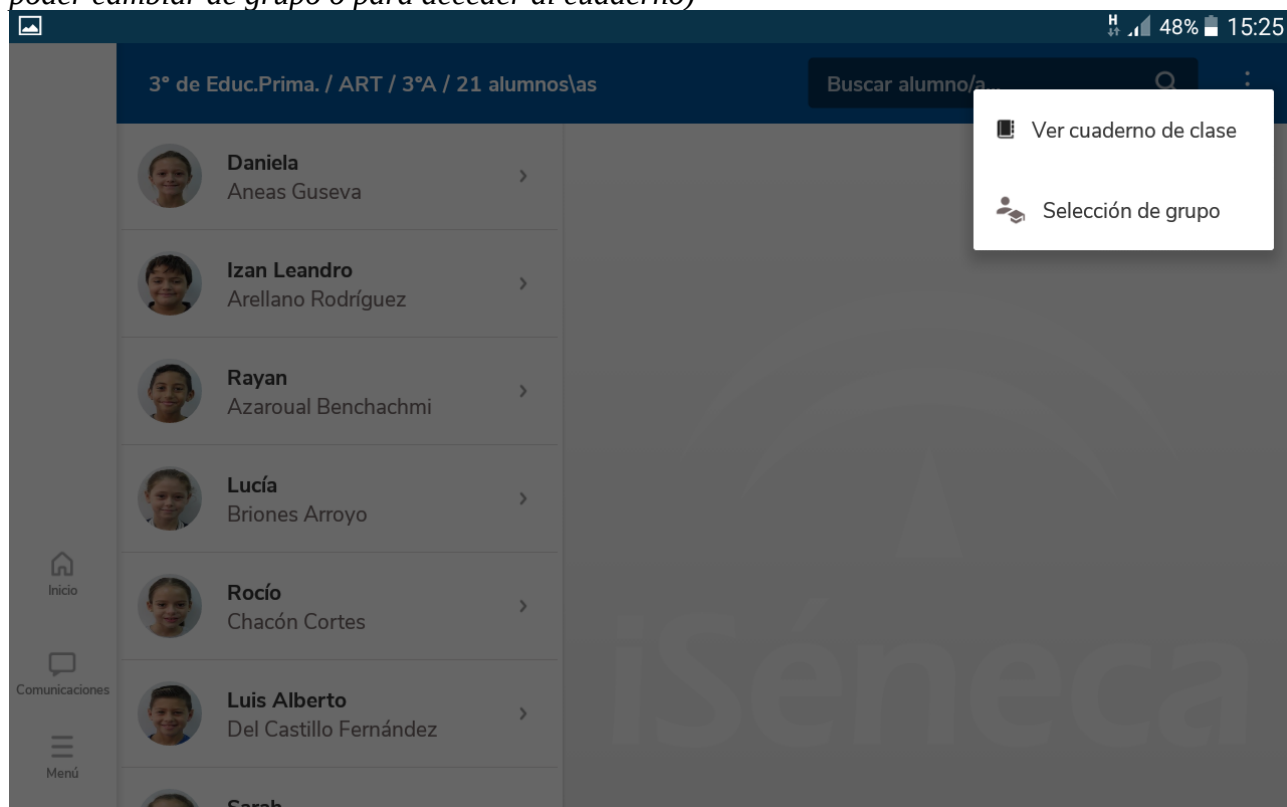 poder cambiar de grupo o para acceder al cuaderno)
H 48% 15:25
3º de Educ.Prima. / ART / 3ºA / 21 alumnos\as
Buscar alumno/a...
Ver cuaderno de clase
Selección de grupo
Daniela
Aneas Guseva
Izan Leandro
Arellano Rodríguez
Rayan
Azaroual Benchachmi
Lucía
Briones Arroyo
Rocío
Chacón Cortes
Luis Alberto
Del Castillo Fernández
Sarah
Inicio
Comunicaciones
Menú
iSéneca